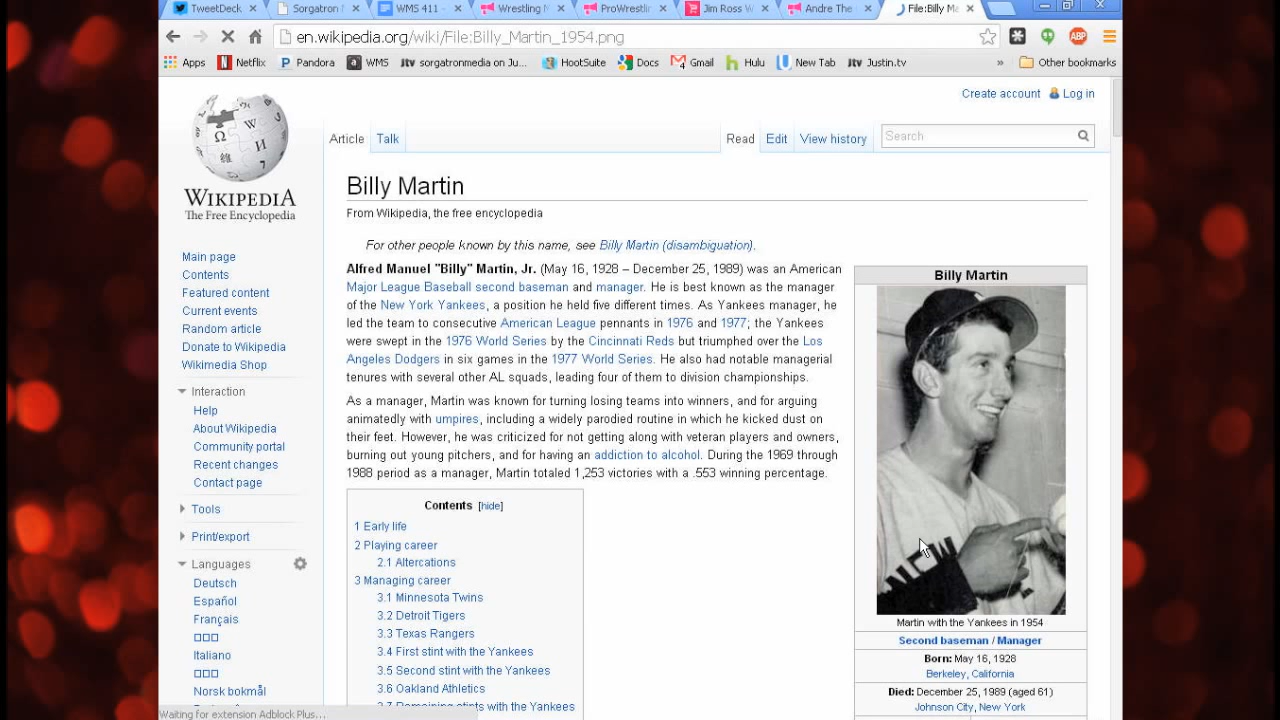 TweetDeck
Sorgatron M
WMS 411 -
Wrestling M
ProWrestlin
Jim Ross W
Andre The
File:Billy Ma
en.wikipedia.org/wiki/File:Billy_Martin_1954.png
ABP
Apps
Netflix
Pandora
WMS
sorgatronmedia on Ju...
HootSuite
Docs
Gmail
Hulu
New Tab
Justin.tv
»
Other bookmarks
Create account
Log in
Article
Talk
Read
Edit
View history
Search
WIKIPEDIA
The Free Encyclopedia
Main page
Contents
Featured content
Current events
Random article
Donate to Wikipedia
Wikimedia Shop
Interaction
Help
About Wikipedia
Community portal
Recent changes
Contact page
Tools
Print/export
Languages
Deutsch
Español
Français
Italiano
Norsk bokmål
Billy Martin
From Wikipedia, the free encyclopedia
For other people known by this name, see Billy Martin (disambiguation).
Alfred Manuel "Billy" Martin, Jr. (May 16, 1928 – December 25, 1989) was an American
Major League Baseball second baseman and manager. He is best known as the manager
of the New York Yankees, a position he held five different times. As Yankees manager, he
led the team to consecutive American League pennants in 1976 and 1977; the Yankees
were swept in the 1976 World Series by the Cincinnati Reds but triumphed over the Los
Angeles Dodgers in six games in the 1977 World Series. He also had notable managerial
tenures with several other AL squads, leading four of them to division championships.
As a manager, Martin was known for turning losing teams into winners, and for arguing
animatedly with umpires, including a widely parodied routine in which he kicked dust on
their feet. However, he was criticized for not getting along with veteran players and owners,
burning out young pitchers, and for having an addiction to alcohol. During the 1969 through
1988 period as a manager, Martin totaled 1,253 victories with a .553 winning percentage.
Contents [hide]
1 Early life
2 Playing career
2.1 Altercations
3 Managing career
3.1 Minnesota Twins
3.2 Detroit Tigers
3.3 Texas Rangers
3.4 First stint with the Yankees
3.5 Second stint with the Yankees
3.6 Oakland Athletics
3.7 Remaining stints with the Yankees
Billy Martin
Martin with the Yankees in 1954
Second baseman / Manager
Born: May 16, 1928
Berkeley, California
Died: December 25, 1989 (aged 61)
Johnson City, New York
Waiting for extension Adblock Plus...